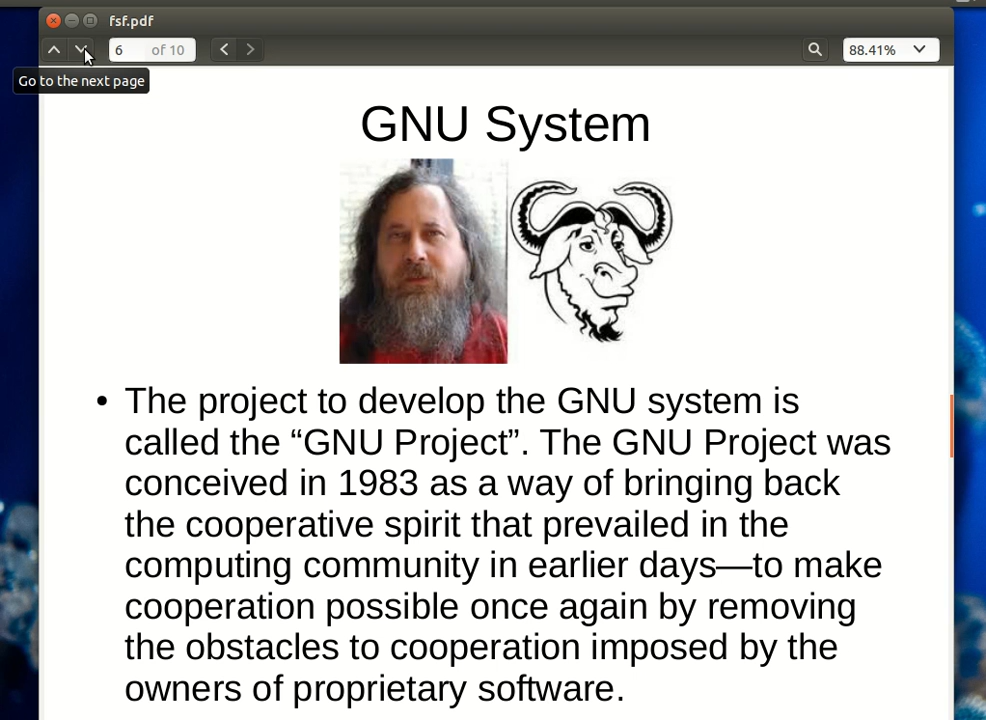 fsf.pdf
6 of 10
88.41%
Go to the next page
GNU System
• The project to develop the GNU system is
called the “GNU Project”. The GNU Project was
conceived in 1983 as a way of bringing back
the cooperative spirit that prevailed in the
computing community in earlier days—to make
cooperation possible once again by removing
the obstacles to cooperation imposed by the
owners of proprietary software.